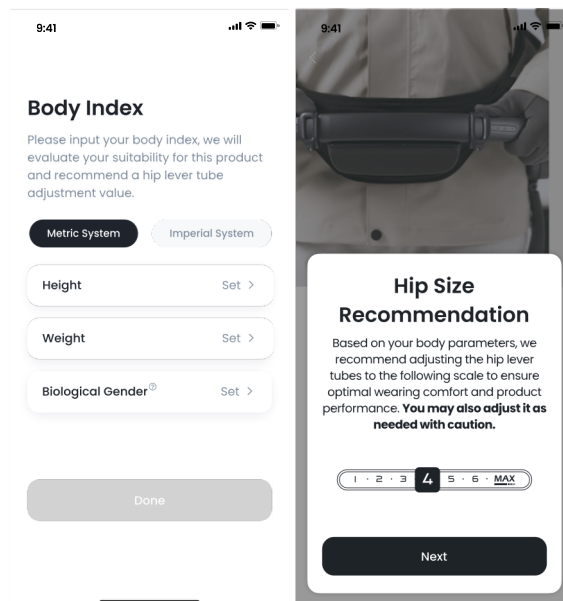 9:41
Body Index
Please input your body index, we will
evaluate your suitability for this product
and recommend a hip lever tube
adjustment value.
Metric System Imperial System
Height Set >
Weight Set >
Biological Gender ? Set >
Done
9:41
Hip Size
Recommendation
Based on your body parameters, we
recommend adjusting the hip lever
tubes to the following scale to ensure
optimal wearing comfort and product
performance. You may also adjust it as
needed with caution.
1 · 2 · 3 4 5 · 6 · MAX
Next